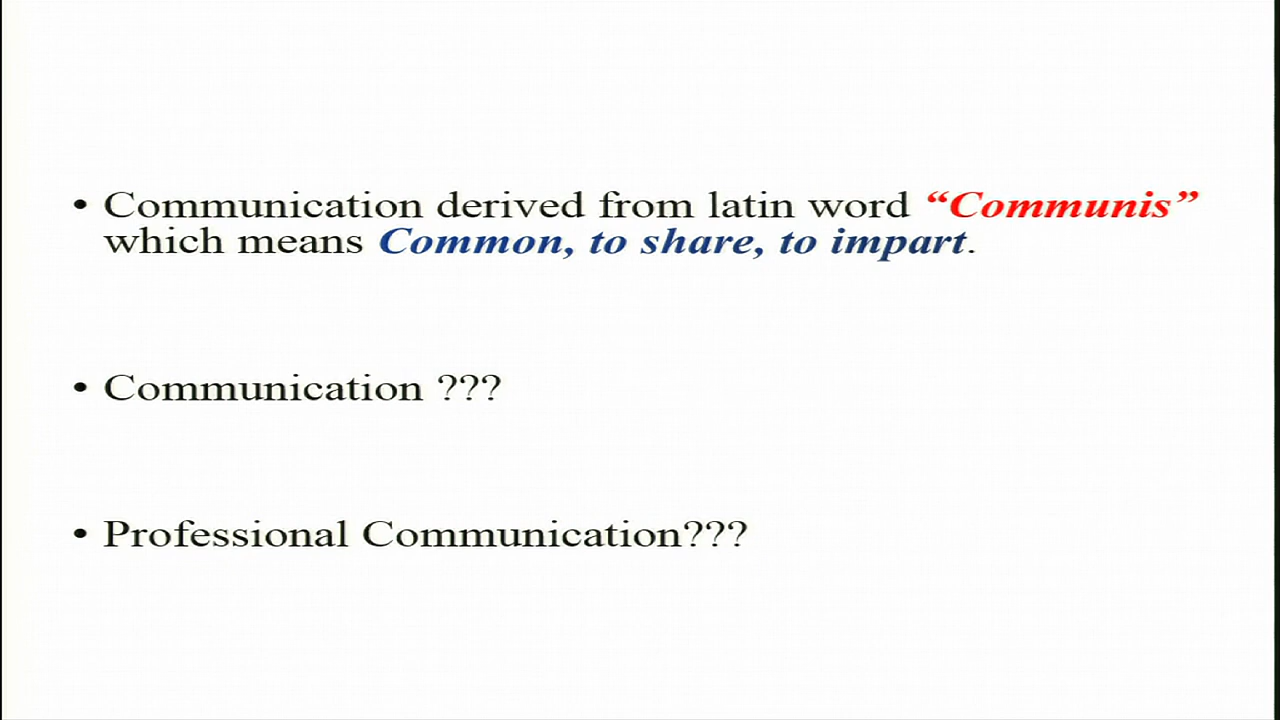 • Communication derived from latin word “Communis”
which means Common, to share, to impart.
• Communication ???
• Professional Communication???